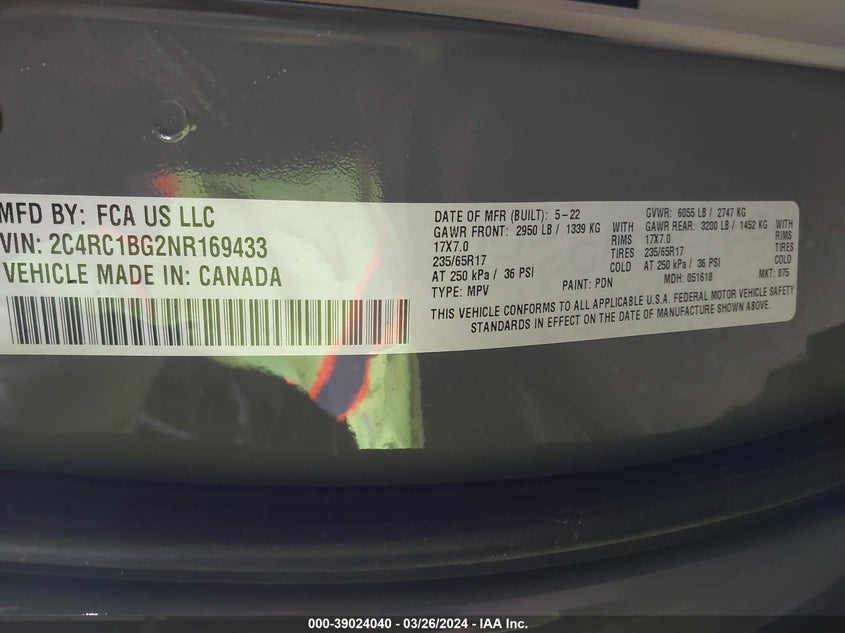 MFD BY: FCA US LLC
VIN: 2C4RC1BG2NR169433
VEHICLE MADE IN: CANADA
DATE OF MFR (BUILT): 5-22 GVWR: 6055 LB / 2747 KG
GAWR FRONT: 2950 LB / 1339 KG WITH GAWR REAR: 3200 LB / 1452 KG WITH
17X7.0 RIMS 17X7.0 RIMS
235/65R17 TIRES 235/65R17 TIRES
AT 250 kPa / 36 PSI COLD AT 250 kPa / 36 PSI COLD
TYPE: MPV PAINT: PDN MDH: 051618 MKT: 875
THIS VEHICLE CONFORMS TO ALL APPLICABLE U.S.A. FEDERAL MOTOR VEHICLE SAFETY
STANDARDS IN EFFECT ON THE DATE OF MANUFACTURE SHOWN ABOVE.
000-39024040 - 03/26/2024 - IAA Inc.